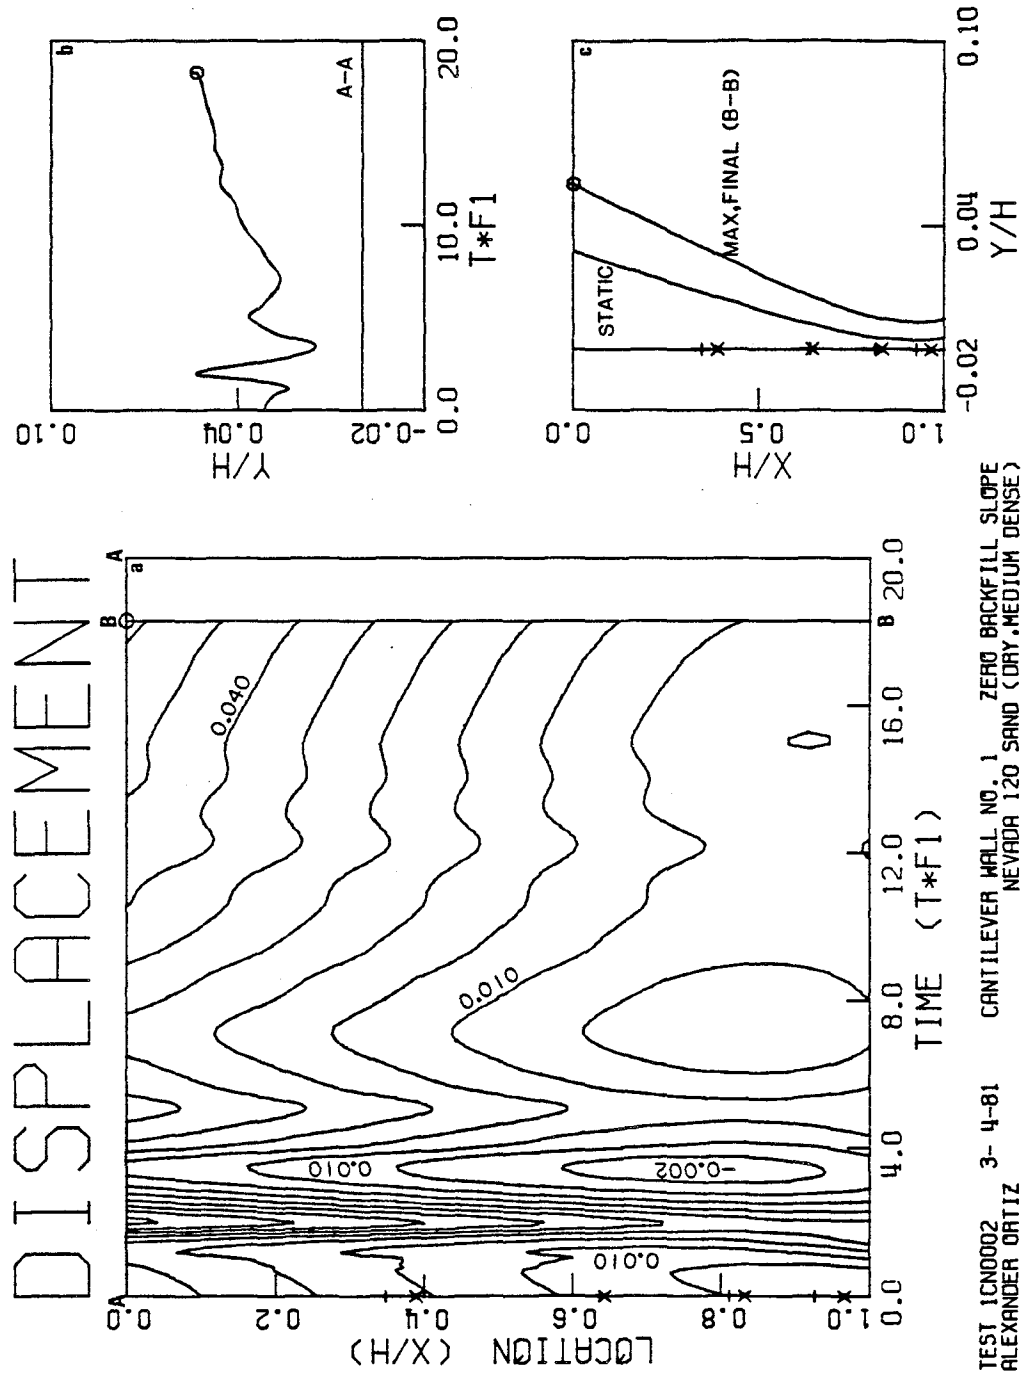 DISPLACEMENT
A
B
A
a
0.040
0.010
0.010
-0.002
0.010
B
0.0
0.2
0.4
0.6
0.8
1.0
LOCATION (X/H)
0.0
4.0
8.0
12.0
16.0
20.0
TIME (T*F1)
b
A-A
0.10
0.04
-0.02
Y/H
0.0
10.0
20.0
T*F1
c
STATIC
MAX,FINAL (B-B)
0.0
0.5
1.0
X/H
-0.02
0.04
0.10
Y/H
TEST 1CN0002 3- 4-81 CANTILEVER WALL NO. 1 ZERO BACKFILL SLOPE
ALEXANDER ORTIZ NEVADA 120 SAND (DRY,MEDIUM DENSE)